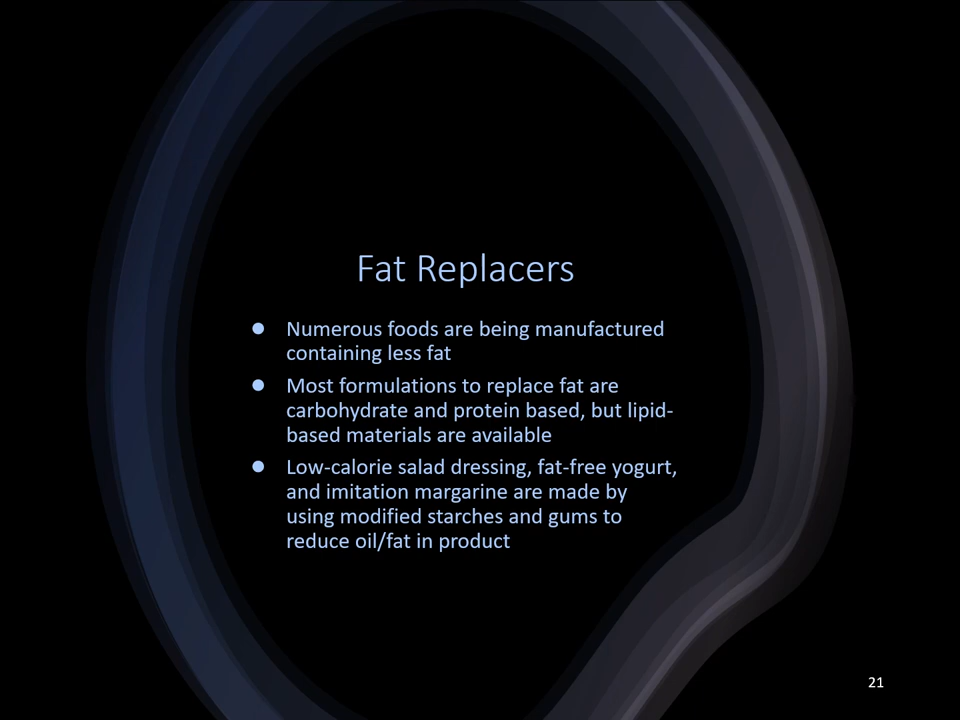 Fat Replacers
● Numerous foods are being manufactured
containing less fat
● Most formulations to replace fat are
carbohydrate and protein based, but lipid-
based materials are available
● Low-calorie salad dressing, fat-free yogurt,
and imitation margarine are made by
using modified starches and gums to
reduce oil/fat in product
21